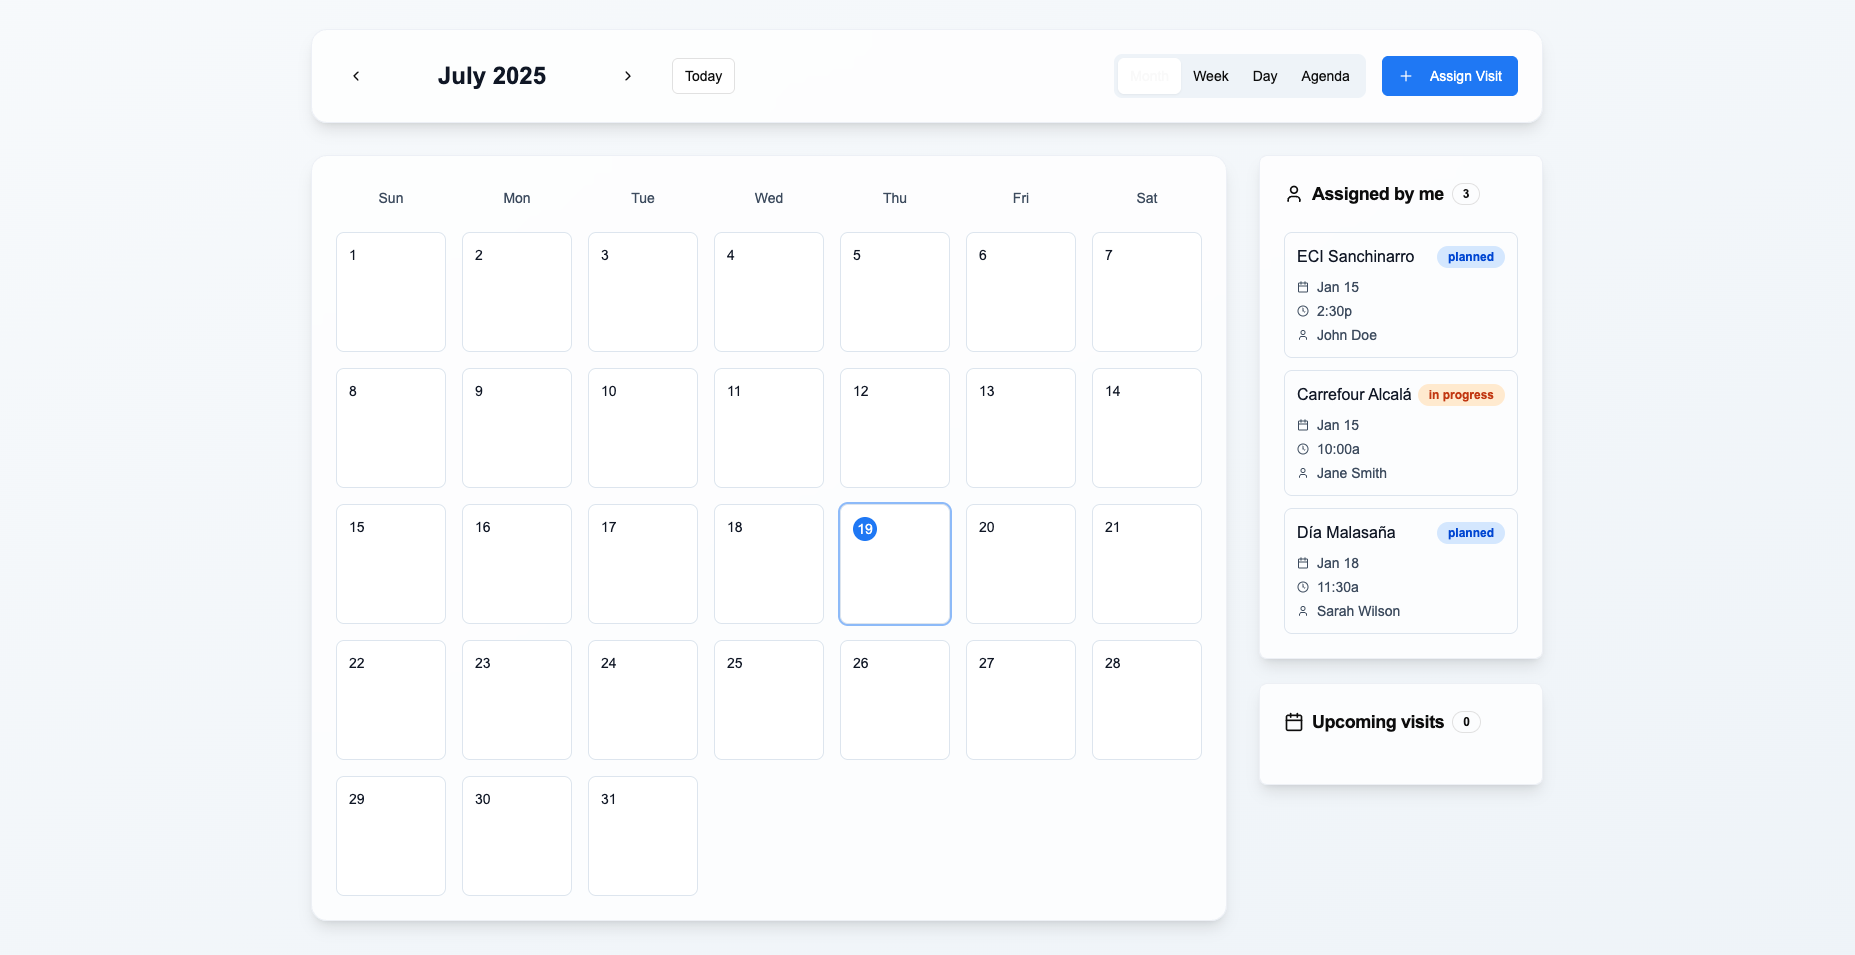 July 2025
Today
Month Week Day Agenda
Assign Visit
Sun Mon Tue Wed Thu Fri Sat
1 2 3 4 5 6 7
8 9 10 11 12 13 14
15 16 17 18 19 20 21
22 23 24 25 26 27 28
29 30 31
Assigned by me 3
ECI Sanchinarro planned
Jan 15
2:30p
John Doe
Carrefour Alcalá in progress
Jan 15
10:00a
Jane Smith
Día Malasaña planned
Jan 18
11:30a
Sarah Wilson
Upcoming visits 0